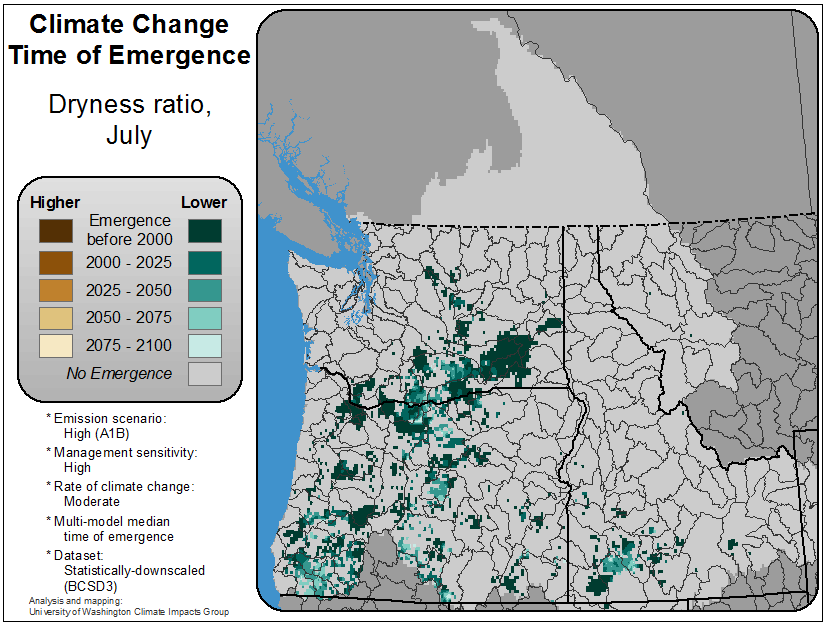 Climate Change
Time of Emergence
Dryness ratio,
July
Higher
Lower
Emergence
before 2000
2000 - 2025
2025 - 2050
2050 - 2075
2075 - 2100
No Emergence
* Emission scenario:
High (A1B)
* Management sensitivity:
High
* Rate of climate change:
Moderate
* Multi-model median
time of emergence
* Dataset:
Statistically-downscaled
(BCSD3)
Analysis and mapping:
University of Washington Climate Impacts Group